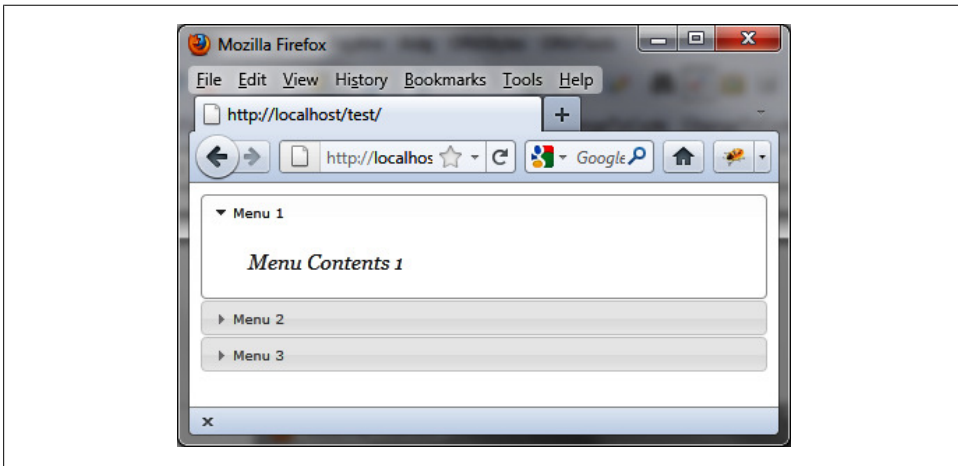 Mozilla Firefox
File Edit View History Bookmarks Tools Help
http://localhost/test/
http://localhos Google
Menu 1
Menu Contents 1
Menu 2
Menu 3